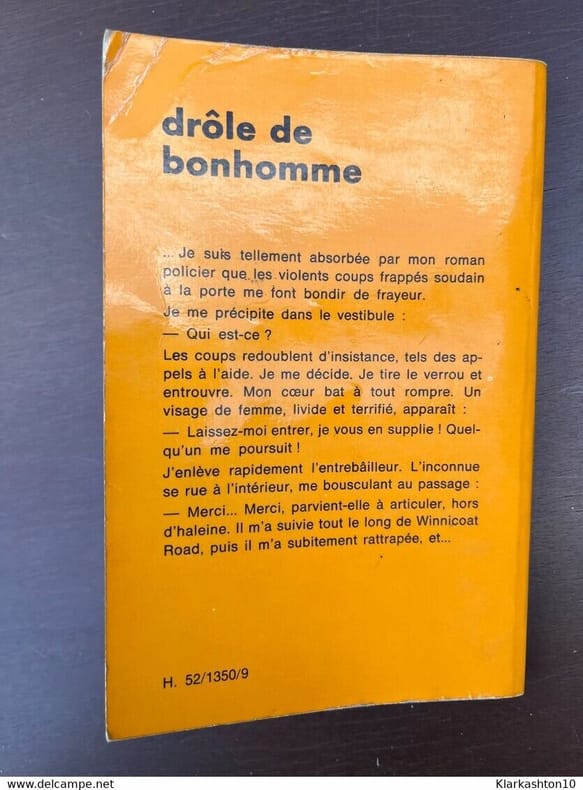 drôle de
bonhomme
... Je suis tellement absorbée par mon roman
policier que les violents coups frappés soudain
à la porte me font bondir de frayeur.
Je me précipite dans le vestibule :
— Qui est-ce ?
Les coups redoublent d'insistance, tels des ap-
pels à l'aide. Je me décide. Je tire le verrou et
entrouvre. Mon cœur bat à tout rompre. Un
visage de femme, livide et terrifié, apparaît :
— Laissez-moi entrer, je vous en supplie ! Quel-
qu'un me poursuit !
J'enlève rapidement l'entrebâilleur. L'inconnue
se rue à l'intérieur, me bousculant au passage :
— Merci... Merci, parvient-elle à articuler, hors
d'haleine. Il m'a suivie tout le long de Winnicoat
Road, puis il m'a subitement rattrapée, et...
H. 52/1350/9
www.delcampe.net
Klarkashton10